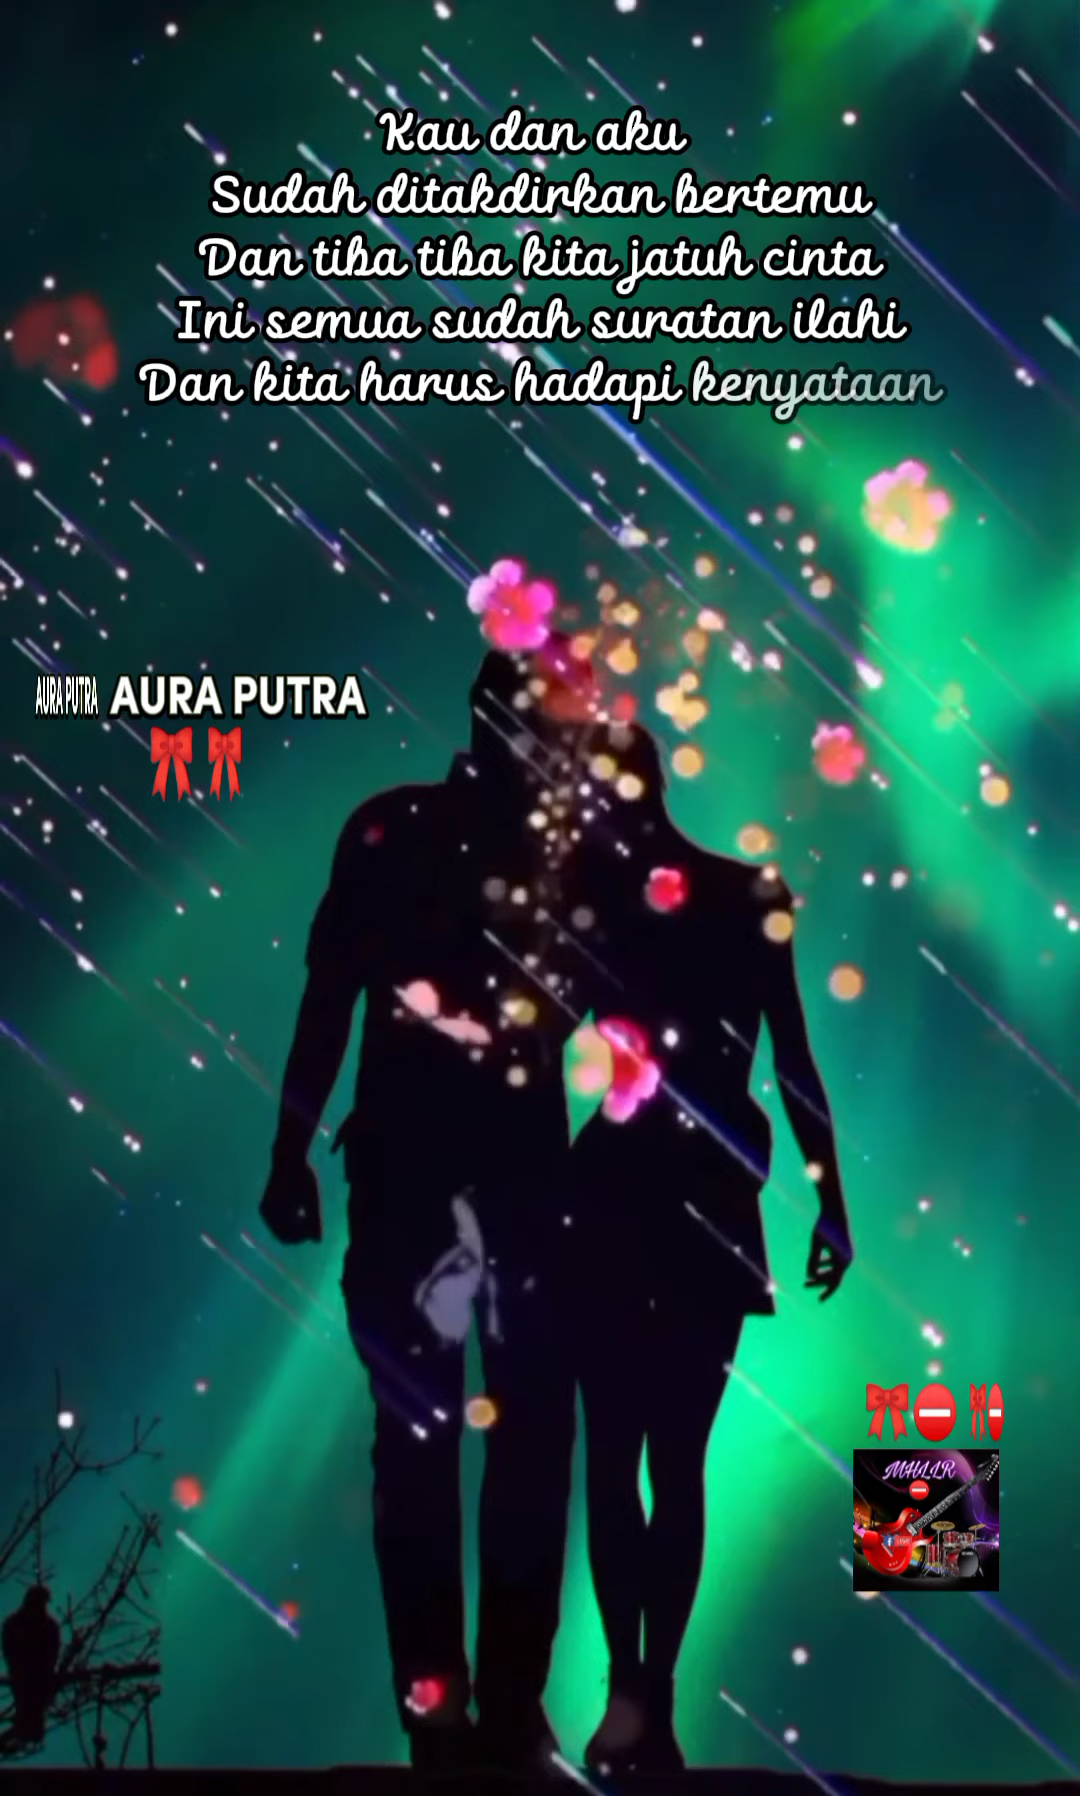 Kau dan aku
Sudah ditakdirkan bertemu
Dan tiba tiba kita jatuh cinta
Ini semua sudah suratan ilahi
Dan kita harus hadapi kenyataan
AURA PUTRA AURA PUTRA
MHLLR